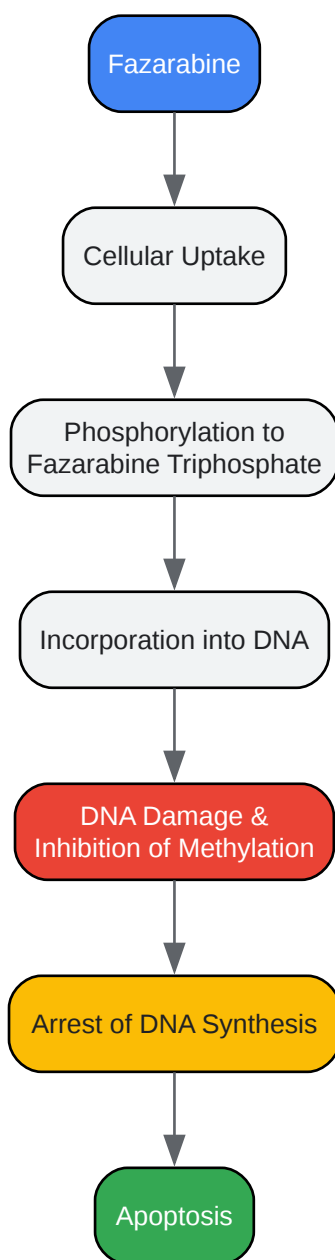 Fazarabine
Cellular Uptake
Phosphorylation to
Fazarabine Triphosphate
Incorporation into DNA
DNA Damage &
Inhibition of Methylation
Arrest of DNA Synthesis
Apoptosis